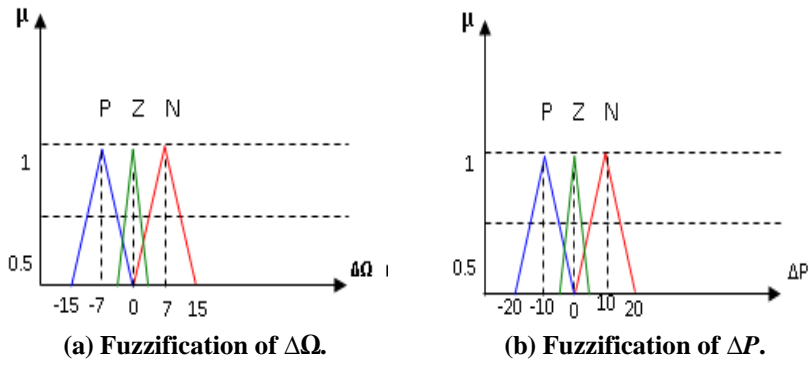 μ
P Z N
1
0.5
ΔΩ
-15 -7 0 7 15
(a) Fuzzification of ΔΩ.
μ
P Z N
1
0.5
ΔP
-20 -10 0 10 20
(b) Fuzzification of ΔP.